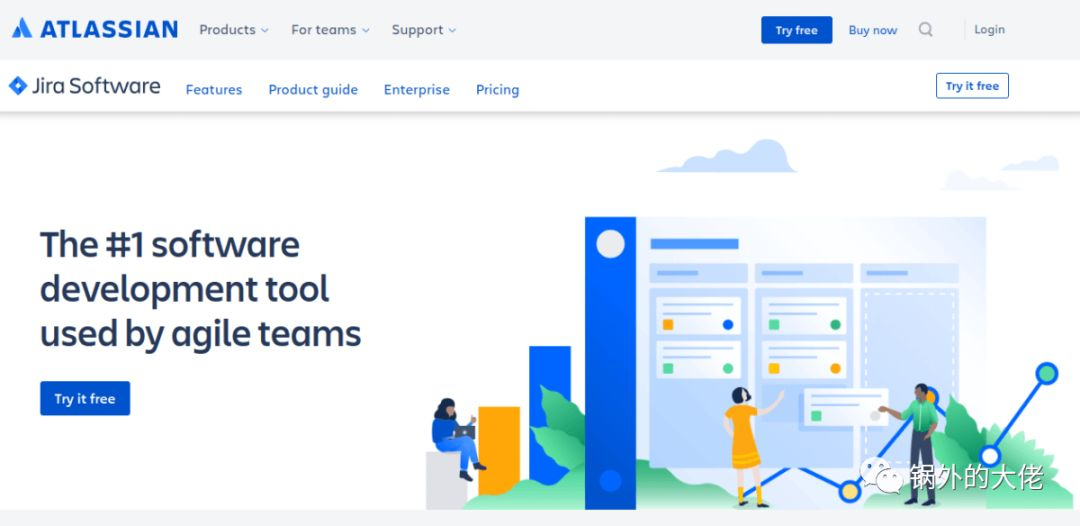 ATLASSIAN Products For teams Support Try free Buy now Login
Jira Software Features Product guide Enterprise Pricing Try it free
The #1 software
development tool
used by agile teams
Try it free
锅外的大佬